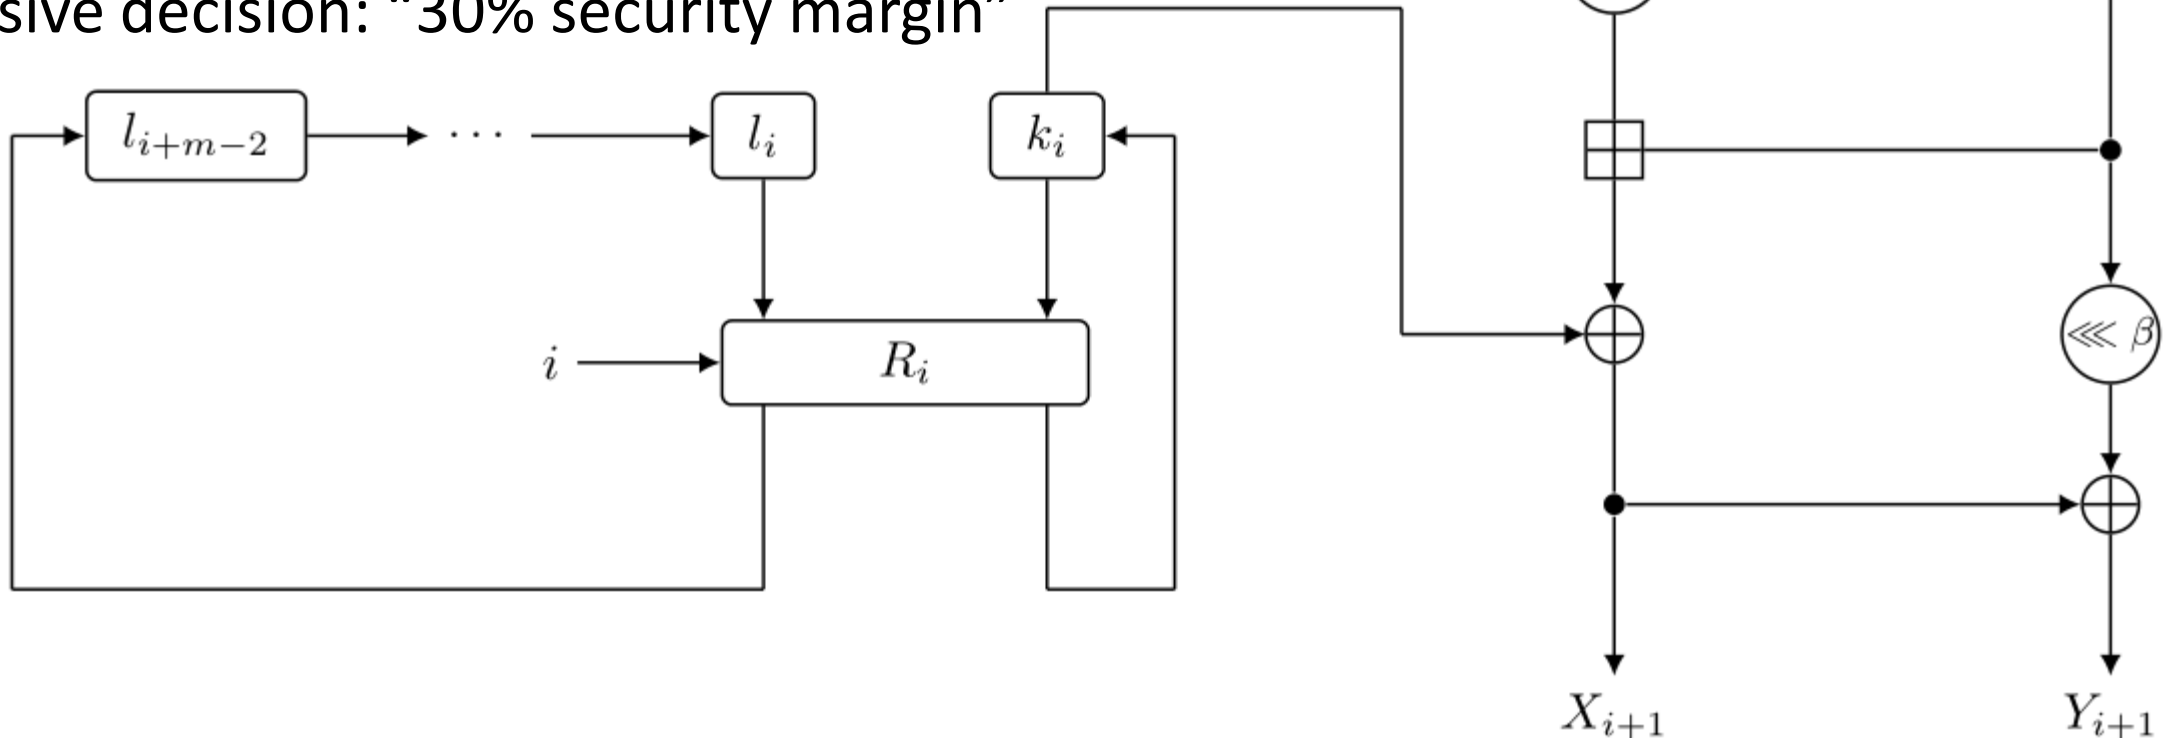 sive decision: “30% security margin”
l_{i+m-2} ··· l_i k_i
i R_i
⋘ β
X_{i+1} Y_{i+1}